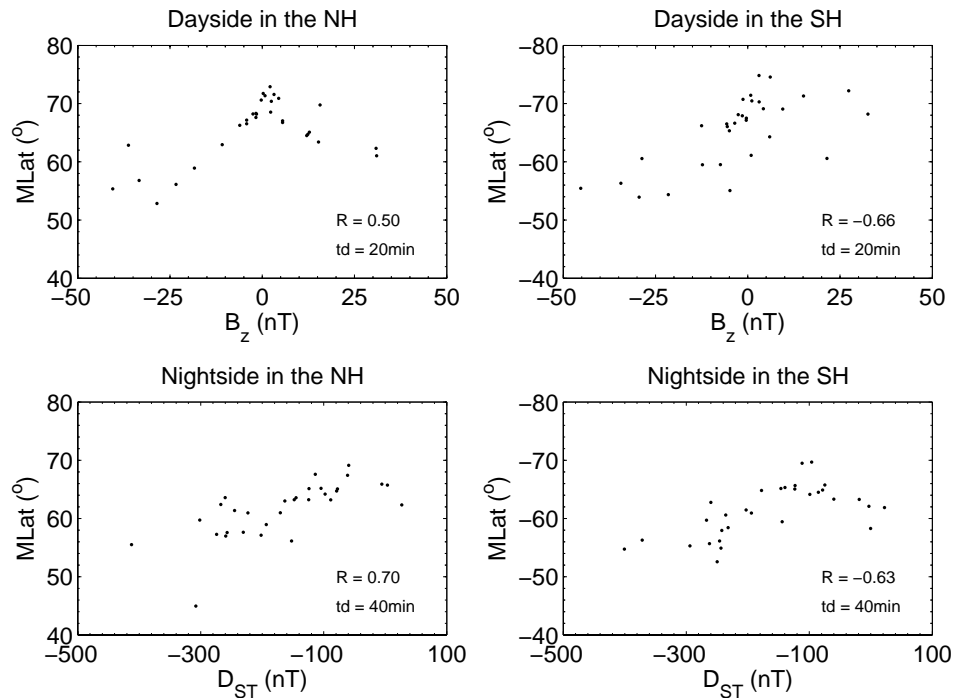 Dayside in the NH
80
70
60
50
40
MLat (°)
−50
−25
0
25
50
B_z (nT)
R = 0.50
td = 20min
Dayside in the SH
−80
−70
−60
−50
−40
MLat (°)
−50
−25
0
25
50
B_z (nT)
R = −0.66
td = 20min
Nightside in the NH
80
70
60
50
40
MLat (°)
−500
−300
−100
100
D_ST (nT)
R = 0.70
td = 40min
Nightside in the SH
−80
−70
−60
−50
−40
MLat (°)
−500
−300
−100
100
D_ST (nT)
R = −0.63
td = 40min